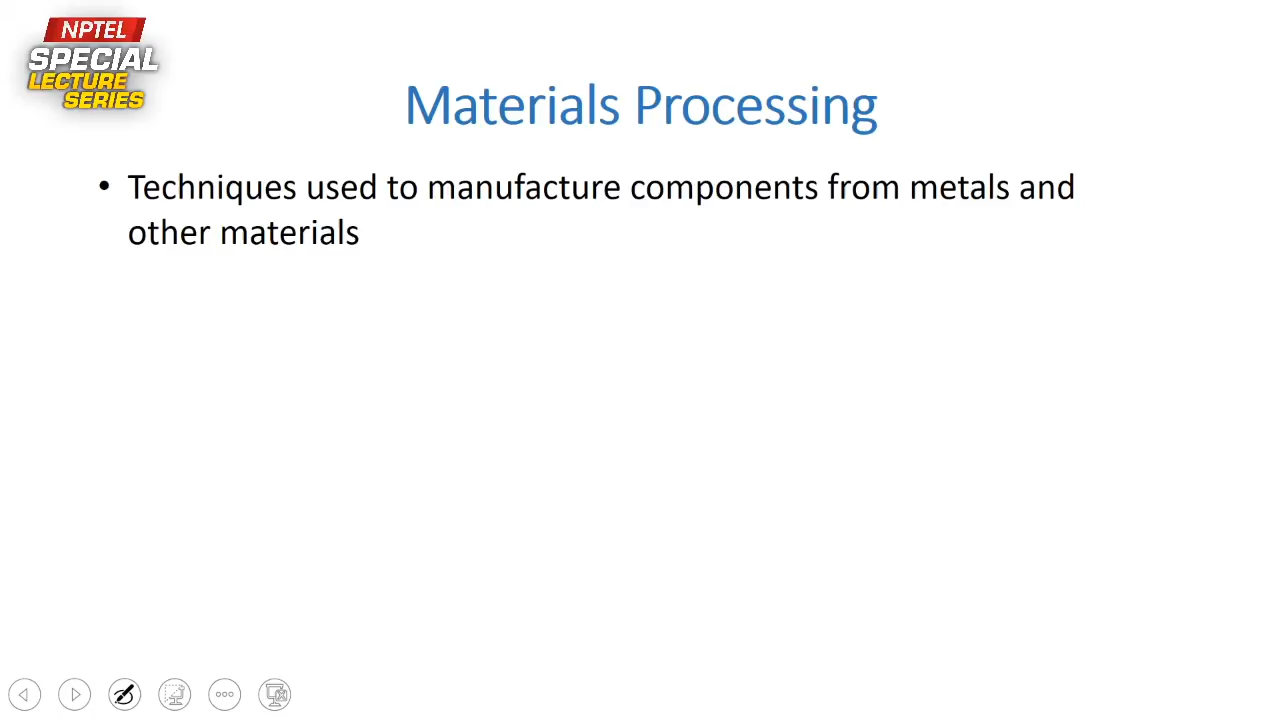 NPTEL
SPECIAL
LECTURE
SERIES
Materials Processing
• Techniques used to manufacture components from metals and
other materials